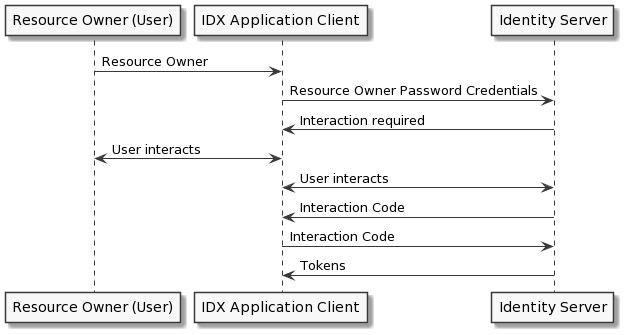 Resource Owner (User)
IDX Application Client
Identity Server
Resource Owner
Resource Owner Password Credentials
Interaction required
User interacts
User interacts
Interaction Code
Interaction Code
Tokens
Resource Owner (User)
IDX Application Client
Identity Server